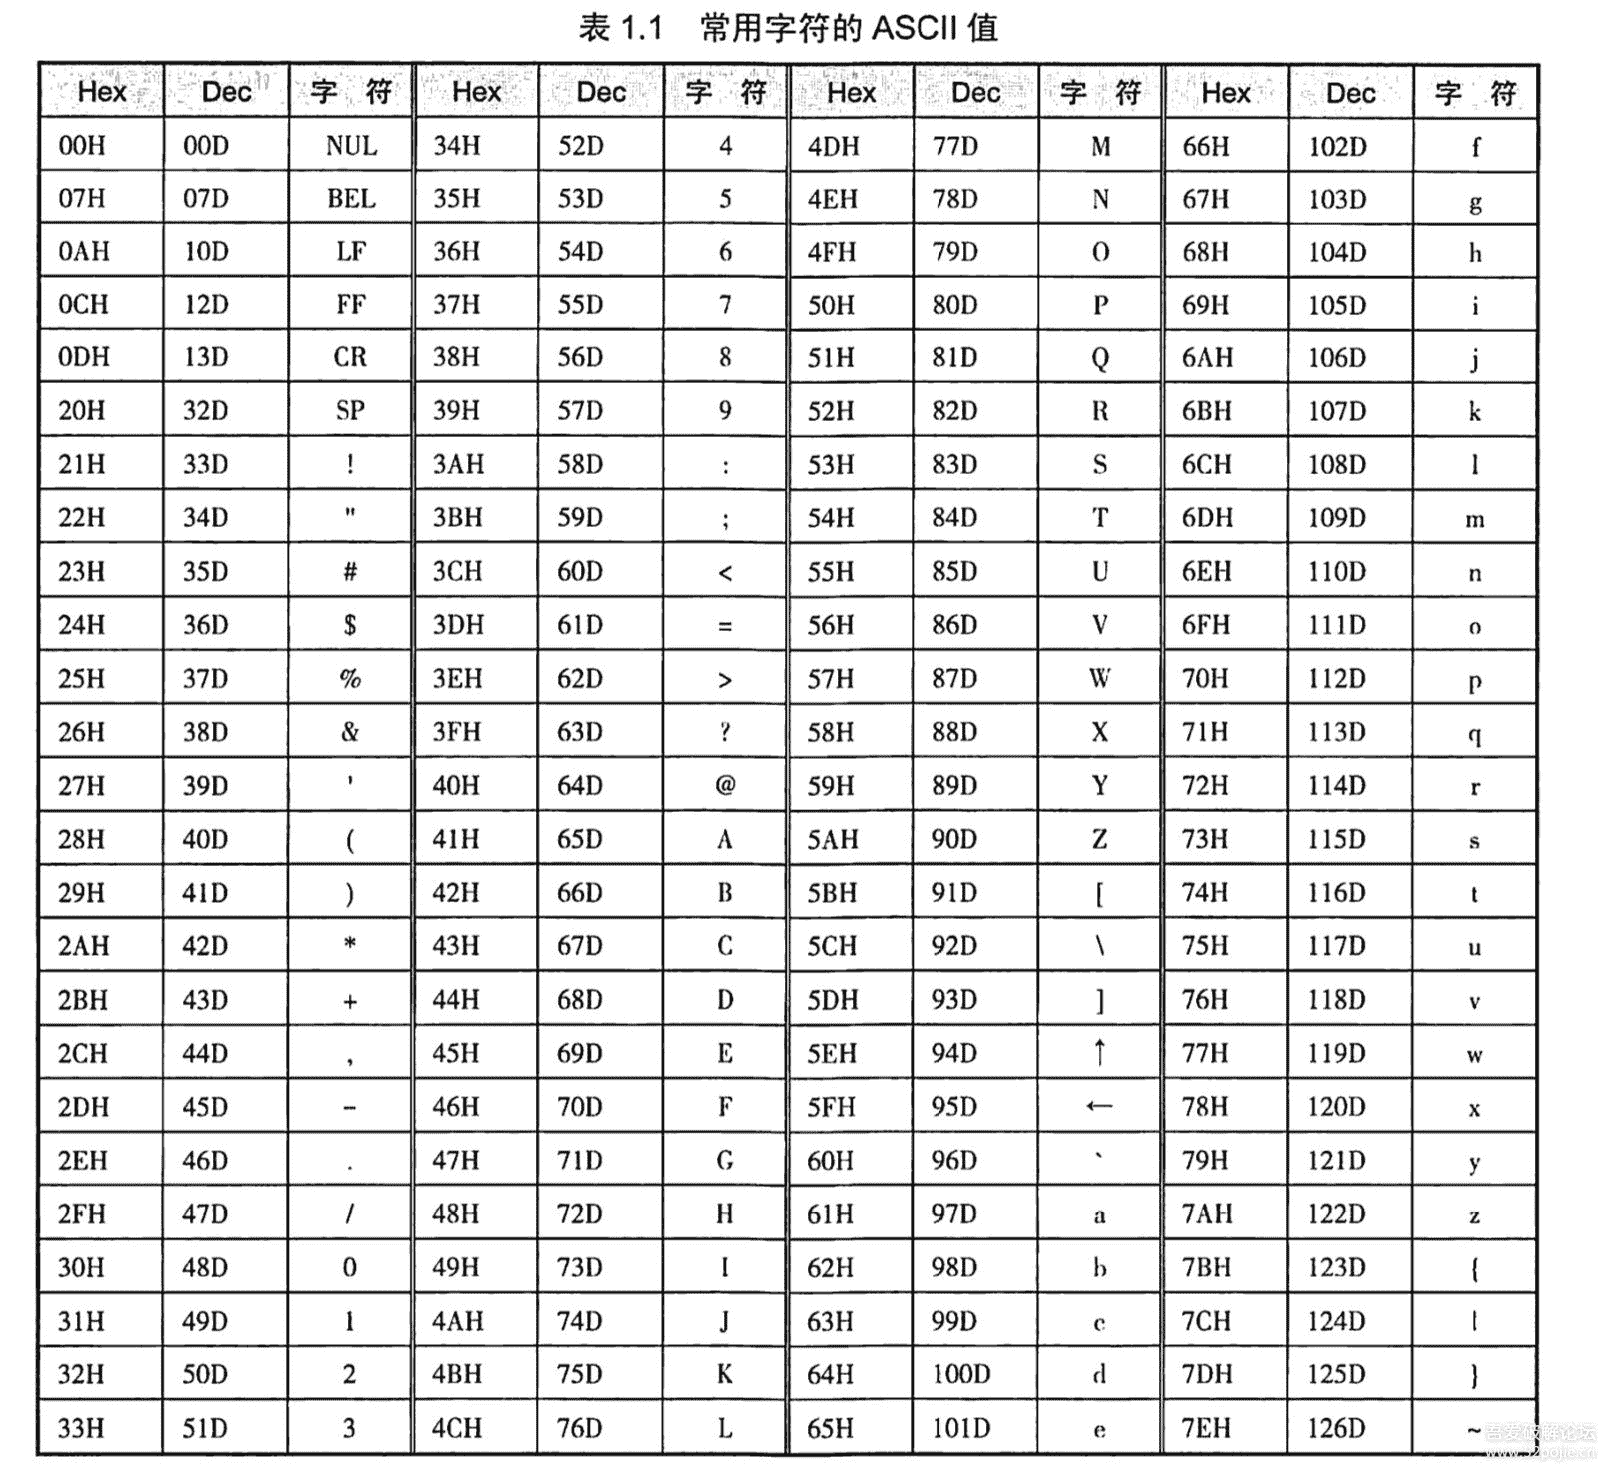 表 1.1 常用字符的 ASCII 值
Hex Dec 字 符 Hex Dec 字 符 Hex Dec 字 符 Hex Dec 字 符
00H 00D NUL 34H 52D 4 4DH 77D M 66H 102D f
07H 07D BEL 35H 53D 5 4EH 78D N 67H 103D g
0AH 10D LF 36H 54D 6 4FH 79D O 68H 104D h
0CH 12D FF 37H 55D 7 50H 80D P 69H 105D i
0DH 13D CR 38H 56D 8 51H 81D Q 6AH 106D j
20H 32D SP 39H 57D 9 52H 82D R 6BH 107D k
21H 33D ! 3AH 58D : 53H 83D S 6CH 108D l
22H 34D " 3BH 59D ; 54H 84D T 6DH 109D m
23H 35D # 3CH 60D < 55H 85D U 6EH 110D n
24H 36D $ 3DH 61D = 56H 86D V 6FH 111D o
25H 37D % 3EH 62D > 57H 87D W 70H 112D p
26H 38D & 3FH 63D ? 58H 88D X 71H 113D q
27H 39D ' 40H 64D @ 59H 89D Y 72H 114D r
28H 40D ( 41H 65D A 5AH 90D Z 73H 115D s
29H 41D ) 42H 66D B 5BH 91D [ 74H 116D t
2AH 42D * 43H 67D C 5CH 92D \ 75H 117D u
2BH 43D + 44H 68D D 5DH 93D ] 76H 118D v
2CH 44D , 45H 69D E 5EH 94D ↑ 77H 119D w
2DH 45D - 46H 70D F 5FH 95D ← 78H 120D x
2EH 46D . 47H 71D G 60H 96D ` 79H 121D y
2FH 47D / 48H 72D H 61H 97D a 7AH 122D z
30H 48D 0 49H 73D I 62H 98D b 7BH 123D {
31H 49D 1 4AH 74D J 63H 99D c 7CH 124D |
32H 50D 2 4BH 75D K 64H 100D d 7DH 125D }
33H 51D 3 4CH 76D L 65H 101D e 7EH 126D ~
吾爱破解论坛
www.52pojie.cn